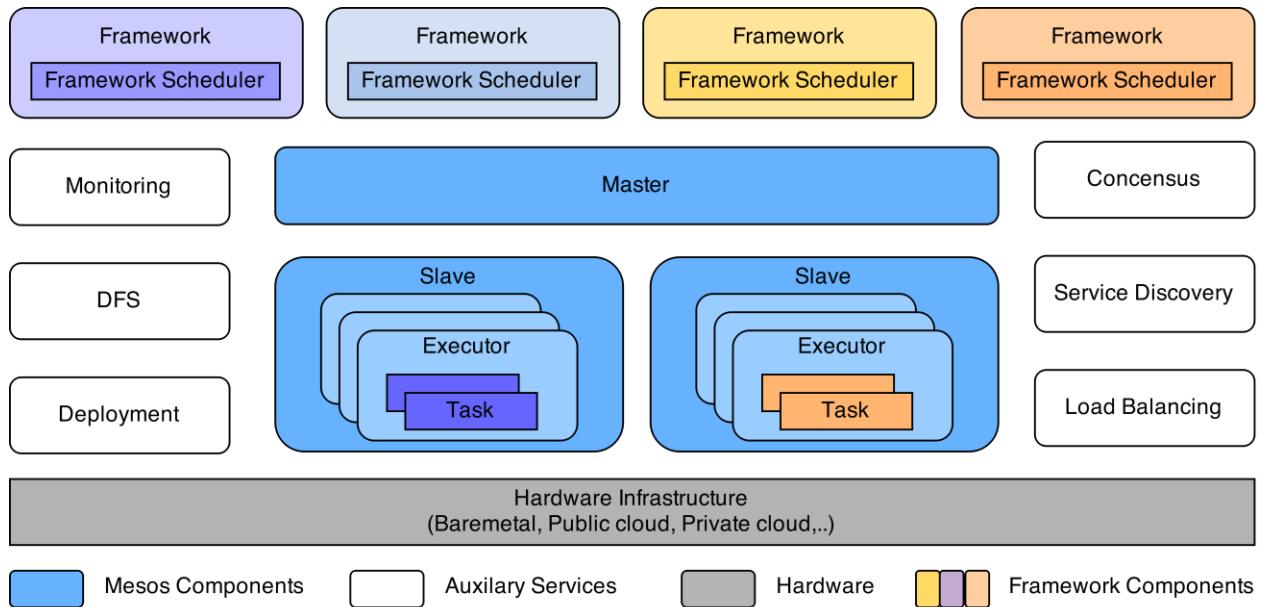 Framework
Framework Scheduler
Framework
Framework Scheduler
Framework
Framework Scheduler
Framework
Framework Scheduler
Monitoring
Master
Concensus
DFS
Slave
Executor
Task
Slave
Executor
Task
Service Discovery
Deployment
Load Balancing
Hardware Infrastructure
(Baremetal, Public cloud, Private cloud,..)
Mesos Components
Auxilary Services
Hardware
Framework Components